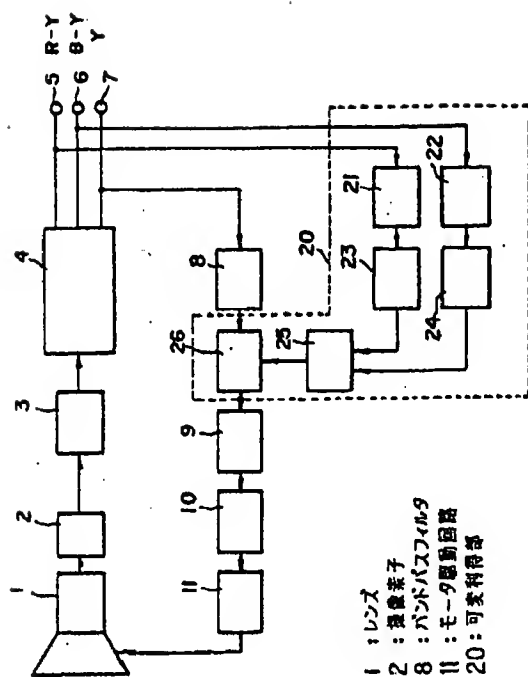 1
2
3
4
5 R-Y
6 B-Y
7 Y
8
20
21
22
26
25
23
24
9
10
11
1 : レンズ
2 : 撮像素子
8 : バンドパスフィルタ
11 : モータ駆動回路
20 : 可変利得部